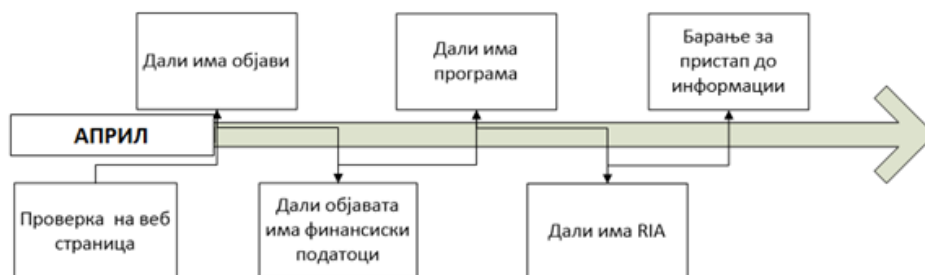 Дали има објави
Дали има
програма
Барање за
пристап до
информации
АПРИЛ
Проверка на веб
страница
Дали објавата
има финансиски
податоци
Дали има RIA